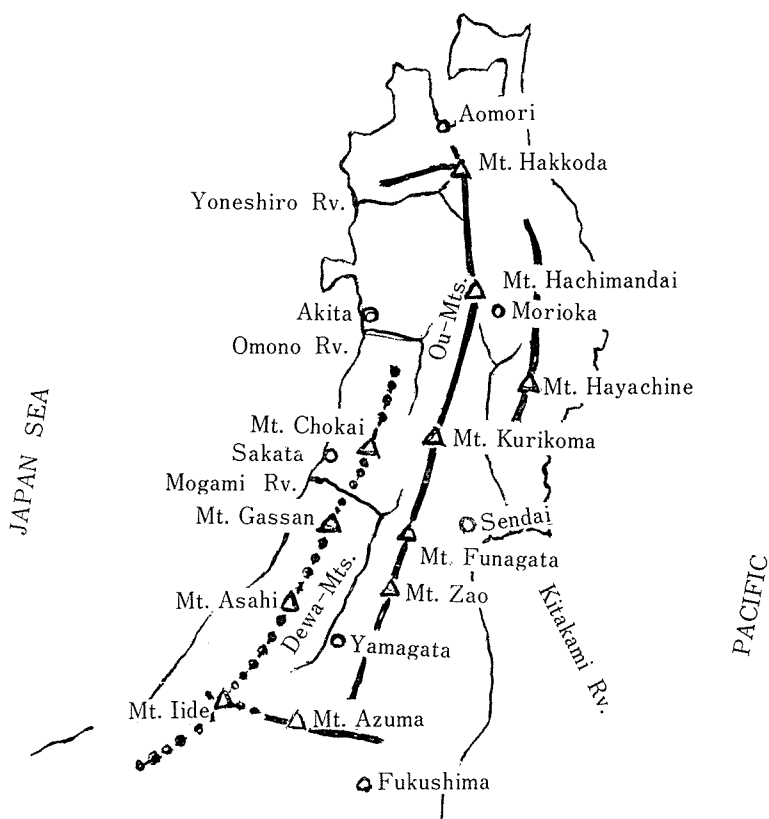 Aomori
Mt. Hakkoda
Yoneshiro Rv.
Mt. Hachimandai
Ou-Mts.
Akita
Morioka
Omono Rv.
Mt. Hayachine
JAPAN SEA
Mt. Chokai
Mt. Kurikoma
Sakata
Mogami Rv.
Mt. Gassan
Sendai
Mt. Funagata
Mt. Asahi
Dewa-Mts.
Mt. Zao
Kitakami Rv.
PACIFIC
Yamagata
Mt. Iide
Mt. Azuma
Fukushima